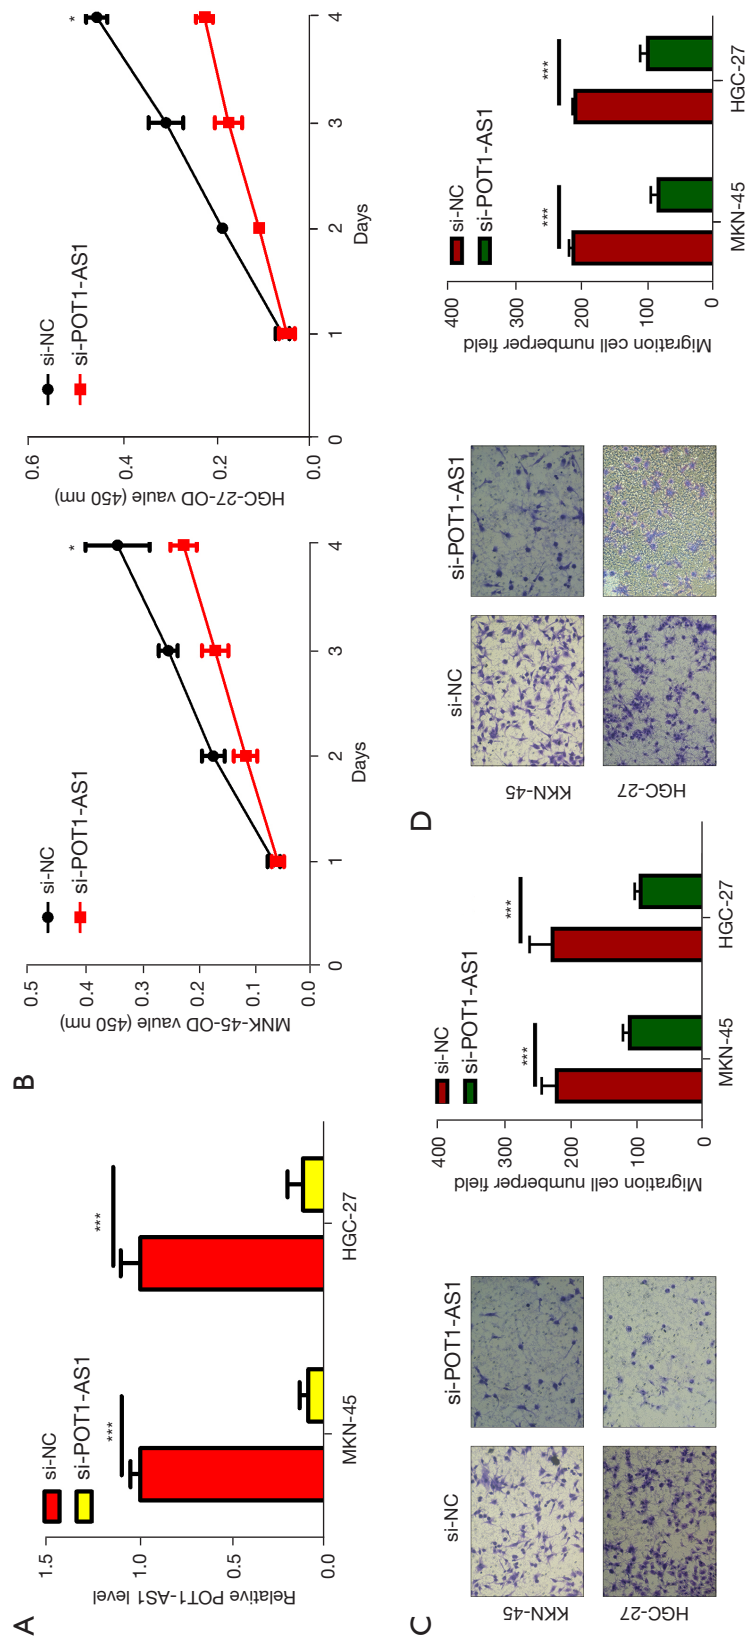 A
si-NC
si-POT1-AS1
Relative POT1-AS1 level
1.5
1.0
0.5
0.0
***
***
MKN-45
HGC-27
B
si-NC
si-POT1-AS1
MNK-45-OD vaule (450 nm)
0.5
0.4
0.3
0.2
0.1
0.0
*
0 1 2 3 4
Days
si-NC
si-POT1-AS1
HGC-27-OD vaule (450 nm)
0.6
0.4
0.2
0.0
*
0 1 2 3 4
Days
C
si-NC
si-POT1-AS1
KKN-45
HGC-27
si-NC
si-POT1-AS1
Migration cell numberper field
400
300
200
100
0
***
***
MKN-45
HGC-27
D
si-NC
si-POT1-AS1
KKN-45
HGC-27
si-NC
si-POT1-AS1
Migration cell numberper field
400
300
200
100
0
***
***
MKN-45
HGC-27